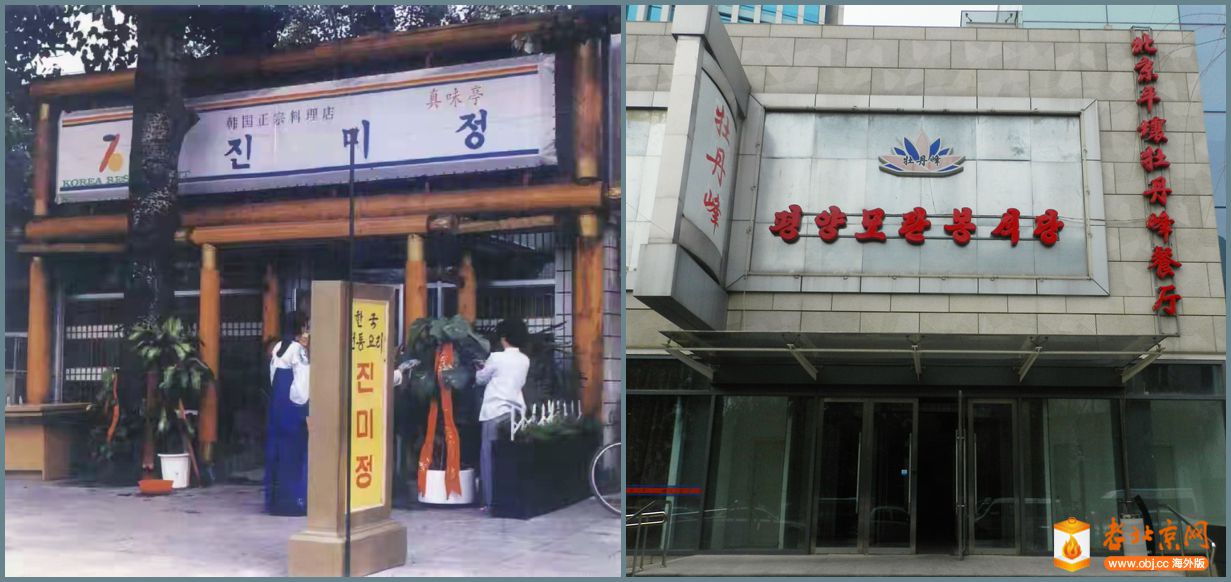 韩国正宗料理店
真味亭
진 미 정
KOREA RES
한국
전통요리
진미정
牡丹峰
牡丹峰
평양모란봉식당
北京平壤牡丹峰餐厅
老北京网
www.obj.cc 海外版